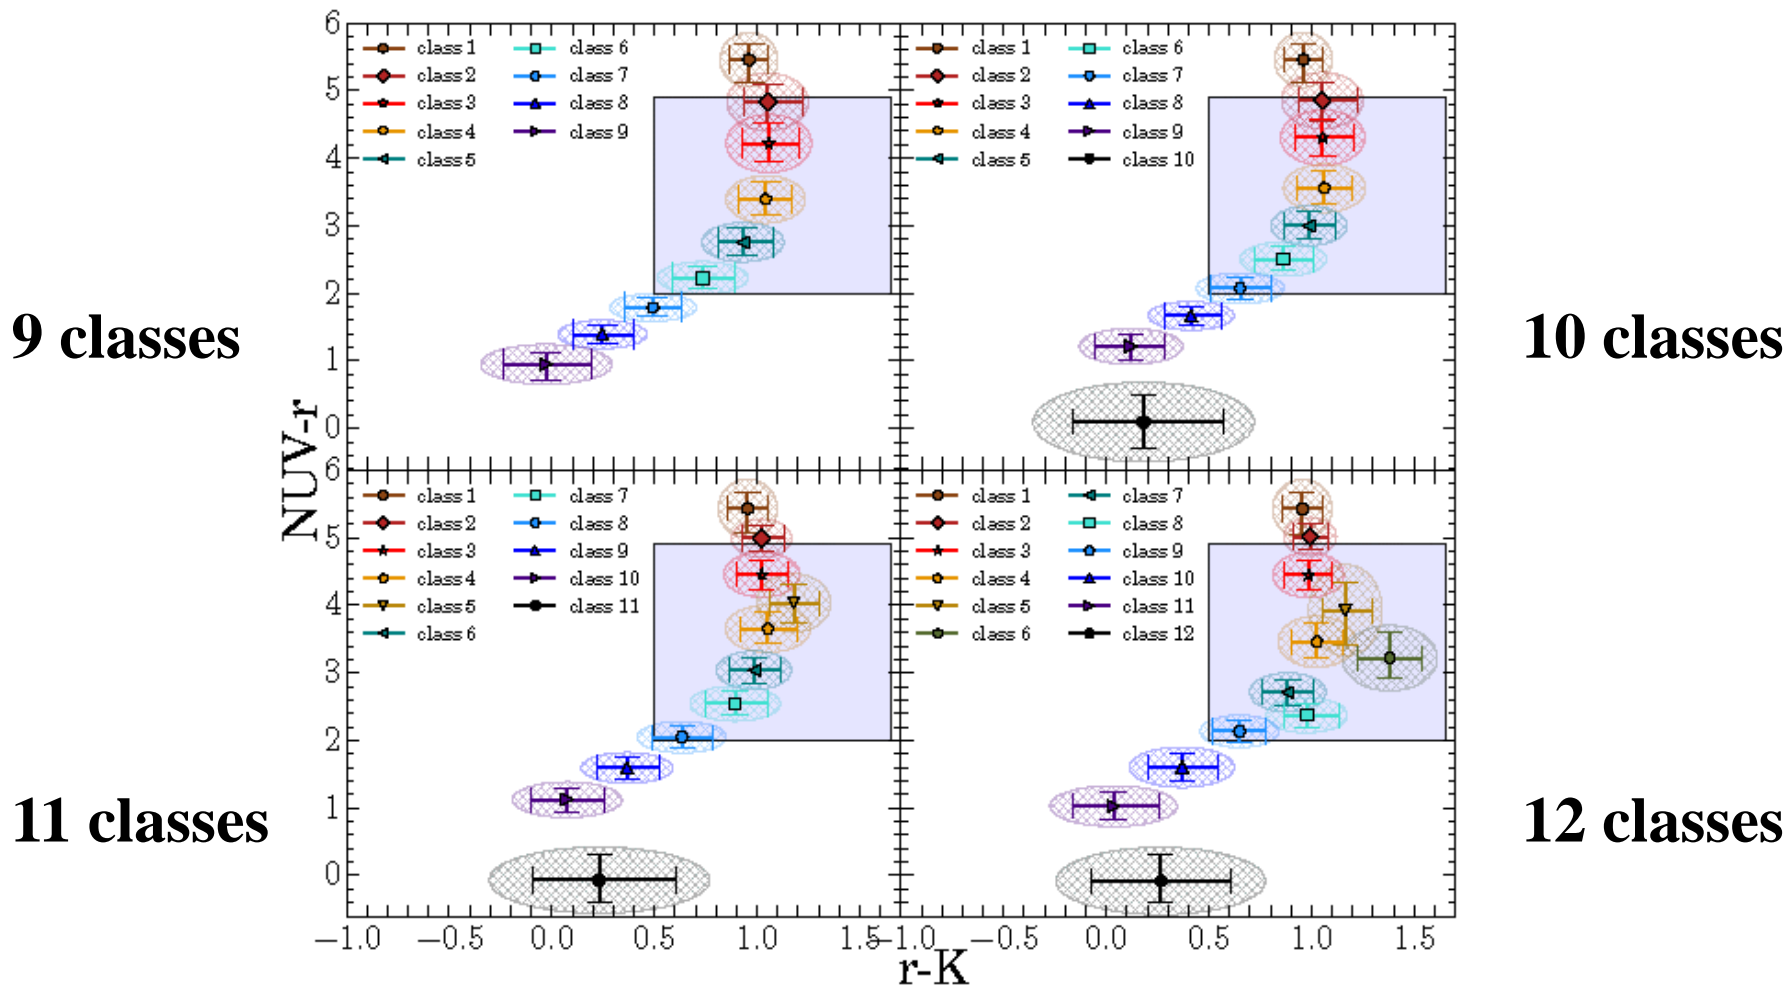 6
5
4
3
2
1
0
class 1
class 2
class 3
class 4
class 5
class 6
class 7
class 8
class 9
class 1
class 2
class 3
class 4
class 5
class 6
class 7
class 8
class 9
class 10
9 classes
10 classes
NUV-r
6
5
4
3
2
1
0
class 1
class 2
class 3
class 4
class 5
class 6
class 7
class 8
class 9
class 10
class 11
class 1
class 2
class 3
class 4
class 5
class 6
class 7
class 8
class 9
class 10
class 11
class 12
11 classes
12 classes
−1.0 −0.5 0.0 0.5 1.0 1.5 −1.0 −0.5 0.0 0.5 1.0 1.5
r-K